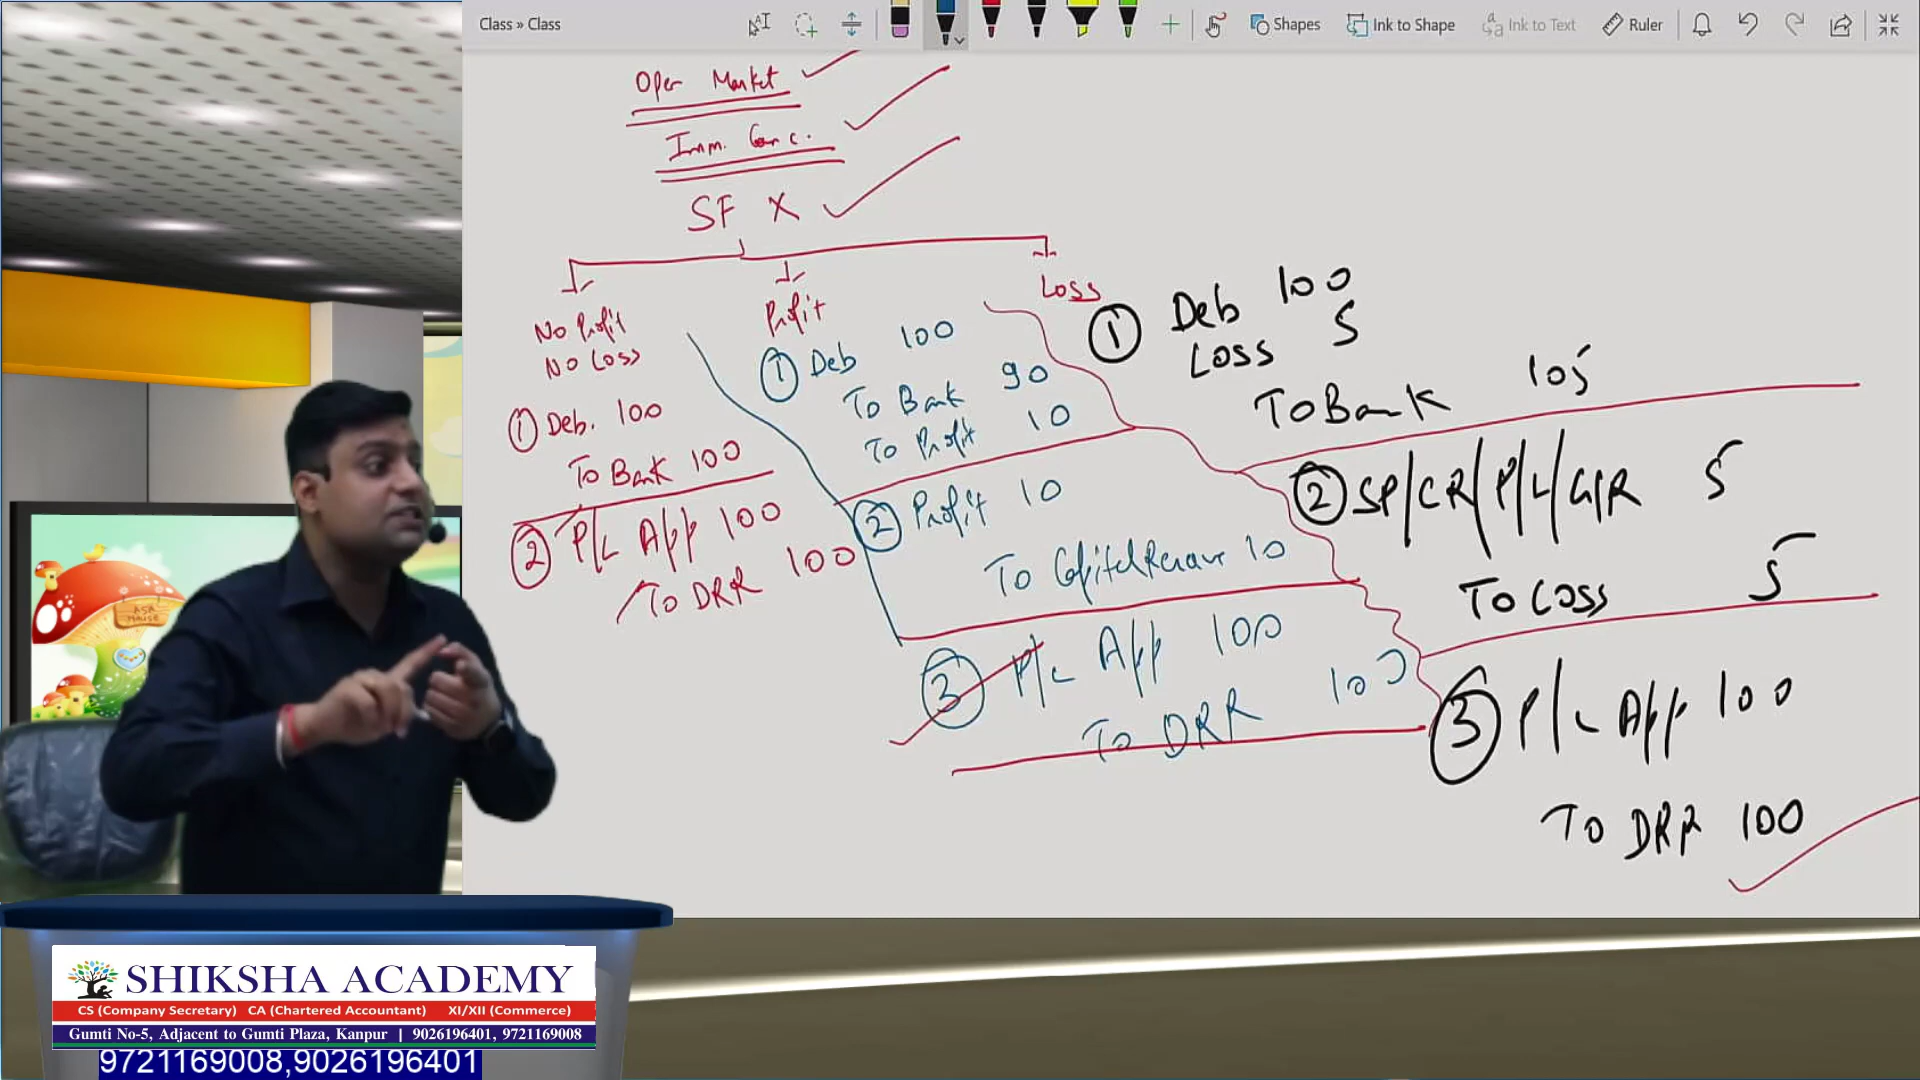 Class » Class
Shapes
Ink to Shape
Ink to Text
Ruler
Open Market
Imm. Canc.
SF X
No Profit
No Loss
① Deb. 100
To Bank 100
② P/L App 100
To DRR 100
Profit
① Deb 100
To Bank 90
To Profit 10
② Profit 10
To Capital Reserve 10
③ P/L App 100
To DRR 100
Loss
① Deb 100
Loss 5
To Bank 105
② SP/CR/P/L/G/R 5
To Loss 5
③ P/L App 100
To DRR 100
ASA
HAUSE
SHIKSHA ACADEMY
CS (Company Secretary) CA (Chartered Accountant) XI/XII (Commerce)
Gumti No-5, Adjacent to Gumti Plaza, Kanpur | 9026196401, 9721169008
9721169008,9026196401